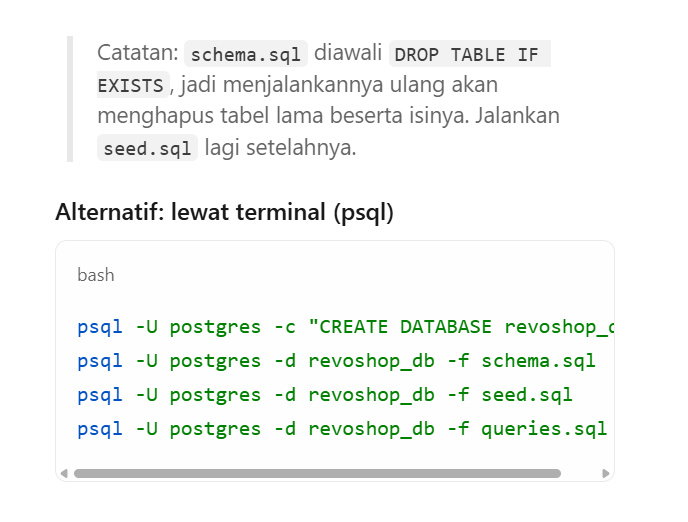 Catatan: schema.sql diawali DROP TABLE IF
EXISTS, jadi menjalankannya ulang akan
menghapus tabel lama beserta isinya. Jalankan
seed.sql lagi setelahnya.
Alternatif: lewat terminal (psql)
bash
psql -U postgres -c "CREATE DATABASE
psql -U postgres -d revoshop_db -f schema.sql
psql -U postgres -d revoshop_db -f seed.sql
psql -U postgres -d revoshop_db -f queries.sql